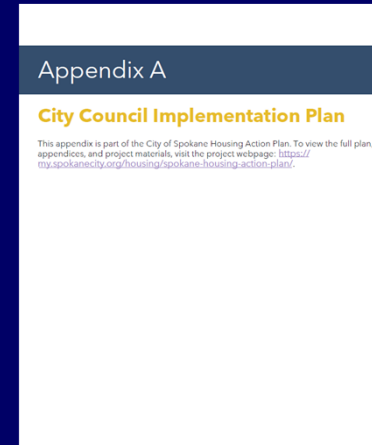 Appendix A
City Council Implementation Plan
This appendix is part of the City of Spokane Housing Action Plan. To view the full plan,
appendices, and project materials, visit the project webpage: https://
my.spokanecity.org/housing/spokane-housing-action-plan/.